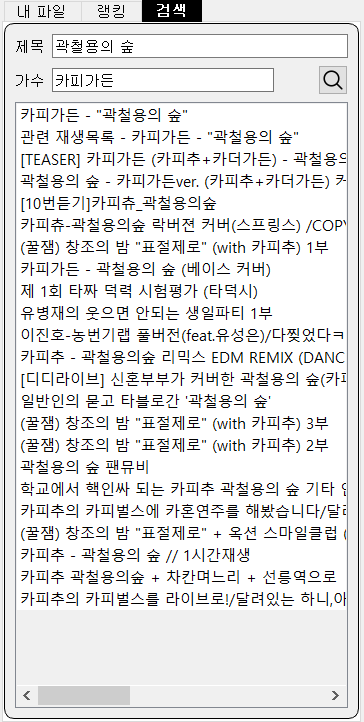 내 파일 랭킹 검색
제목 곽철용의 숲
가수 카피가든
카피가든 - "곽철용의 숲"
관련 재생목록 - 카피가든 - "곽철용의 숲"
[TEASER] 카피가든 (카피추+카더가든) - 곽철용의
곽철용의 숲 - 카피가든ver. (카피추+카더가든) 커
[10번듣기]카피츄_곽철용의숲
카피츄-곽철용의숲 락버젼 커버(스프링스) /COPY
(꿀잼) 창조의 밤 "표절제로" (with 카피추) 1부
카피가든 - 곽철용의 숲 (베이스 커버)
제 1회 타짜 덕력 시험평가 (타덕시)
유병재의 웃으면 안되는 생일파티 1부
이진호-농번기랩 풀버전(feat.유성은)/다찢었다ㅋ
카피추 - 곽철용의숲 리믹스 EDM REMIX (DANC
[디디라이브] 신혼부부가 커버한 곽철용의 숲(카피
일반인의 묻고 타블로간 '곽철용의 숲'
(꿀잼) 창조의 밤 "표절제로" (with 카피추) 3부
(꿀잼) 창조의 밤 "표절제로" (with 카피추) 2부
곽철용의 숲 팬뮤비
학교에서 핵인싸 되는 카피추 곽철용의 숲 기타 연
카피추의 카피벌스에 카혼연주를 해봤습니다/달려
(꿀잼) 창조의 밤 "표절제로" + 옥션 스마일클럽 (
카피추 - 곽철용의 숲 // 1시간재생
카피추 곽철용의숲 + 차칸며느리 + 선릉역으로
카피추의 카피벌스를 라이브로!/달려있는 하니,아